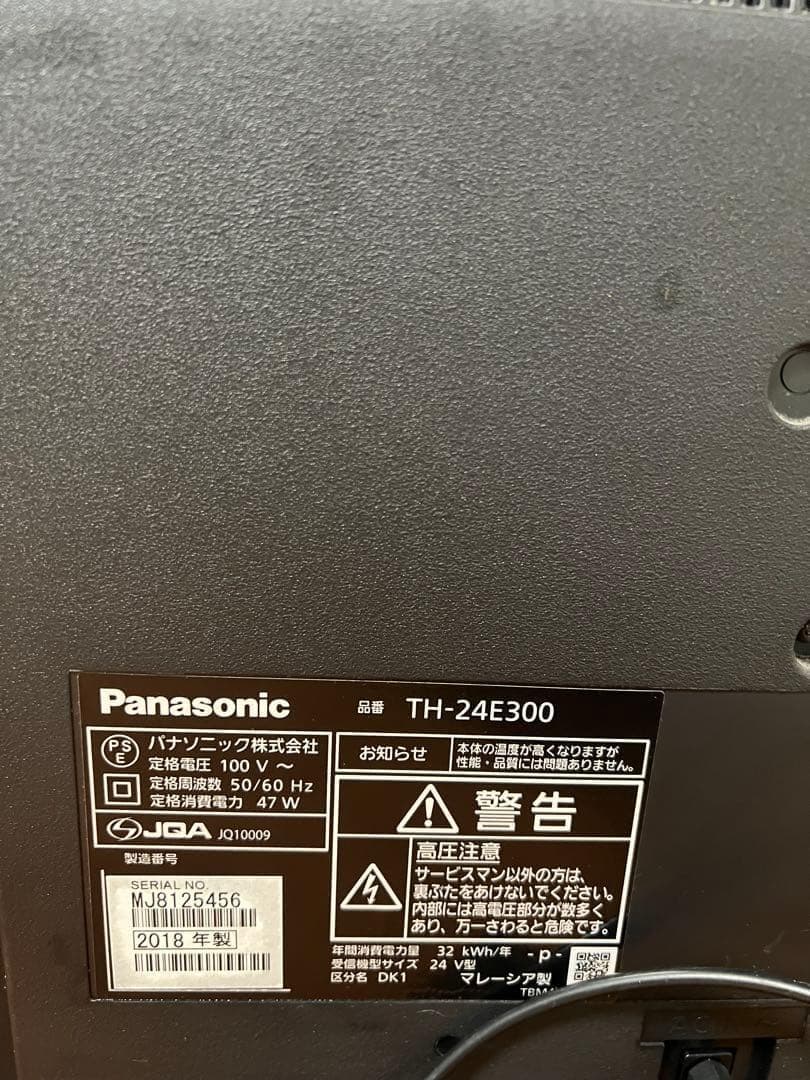 Panasonic 品番 TH-24E300
PSE
パナソニック株式会社
定格電圧 100 V ～
定格周波数 50/60 Hz
定格消費電力 47 W
JQA JQ10009
製造番号
SERIAL NO.
MJ8125456
2018 年製
お知らせ
本体の温度が高くなりますが
性能・品質には問題ありません。
警告
高圧注意
サービスマン以外の方は、
裏ぶたをあけないでください。
内部には高電圧部分が数多く
あり、万一さわると危険です。
年間消費電力量 32 kWh/年 -p-
受信機型サイズ 24 V型
区分名 DK1 マレーシア製
AC